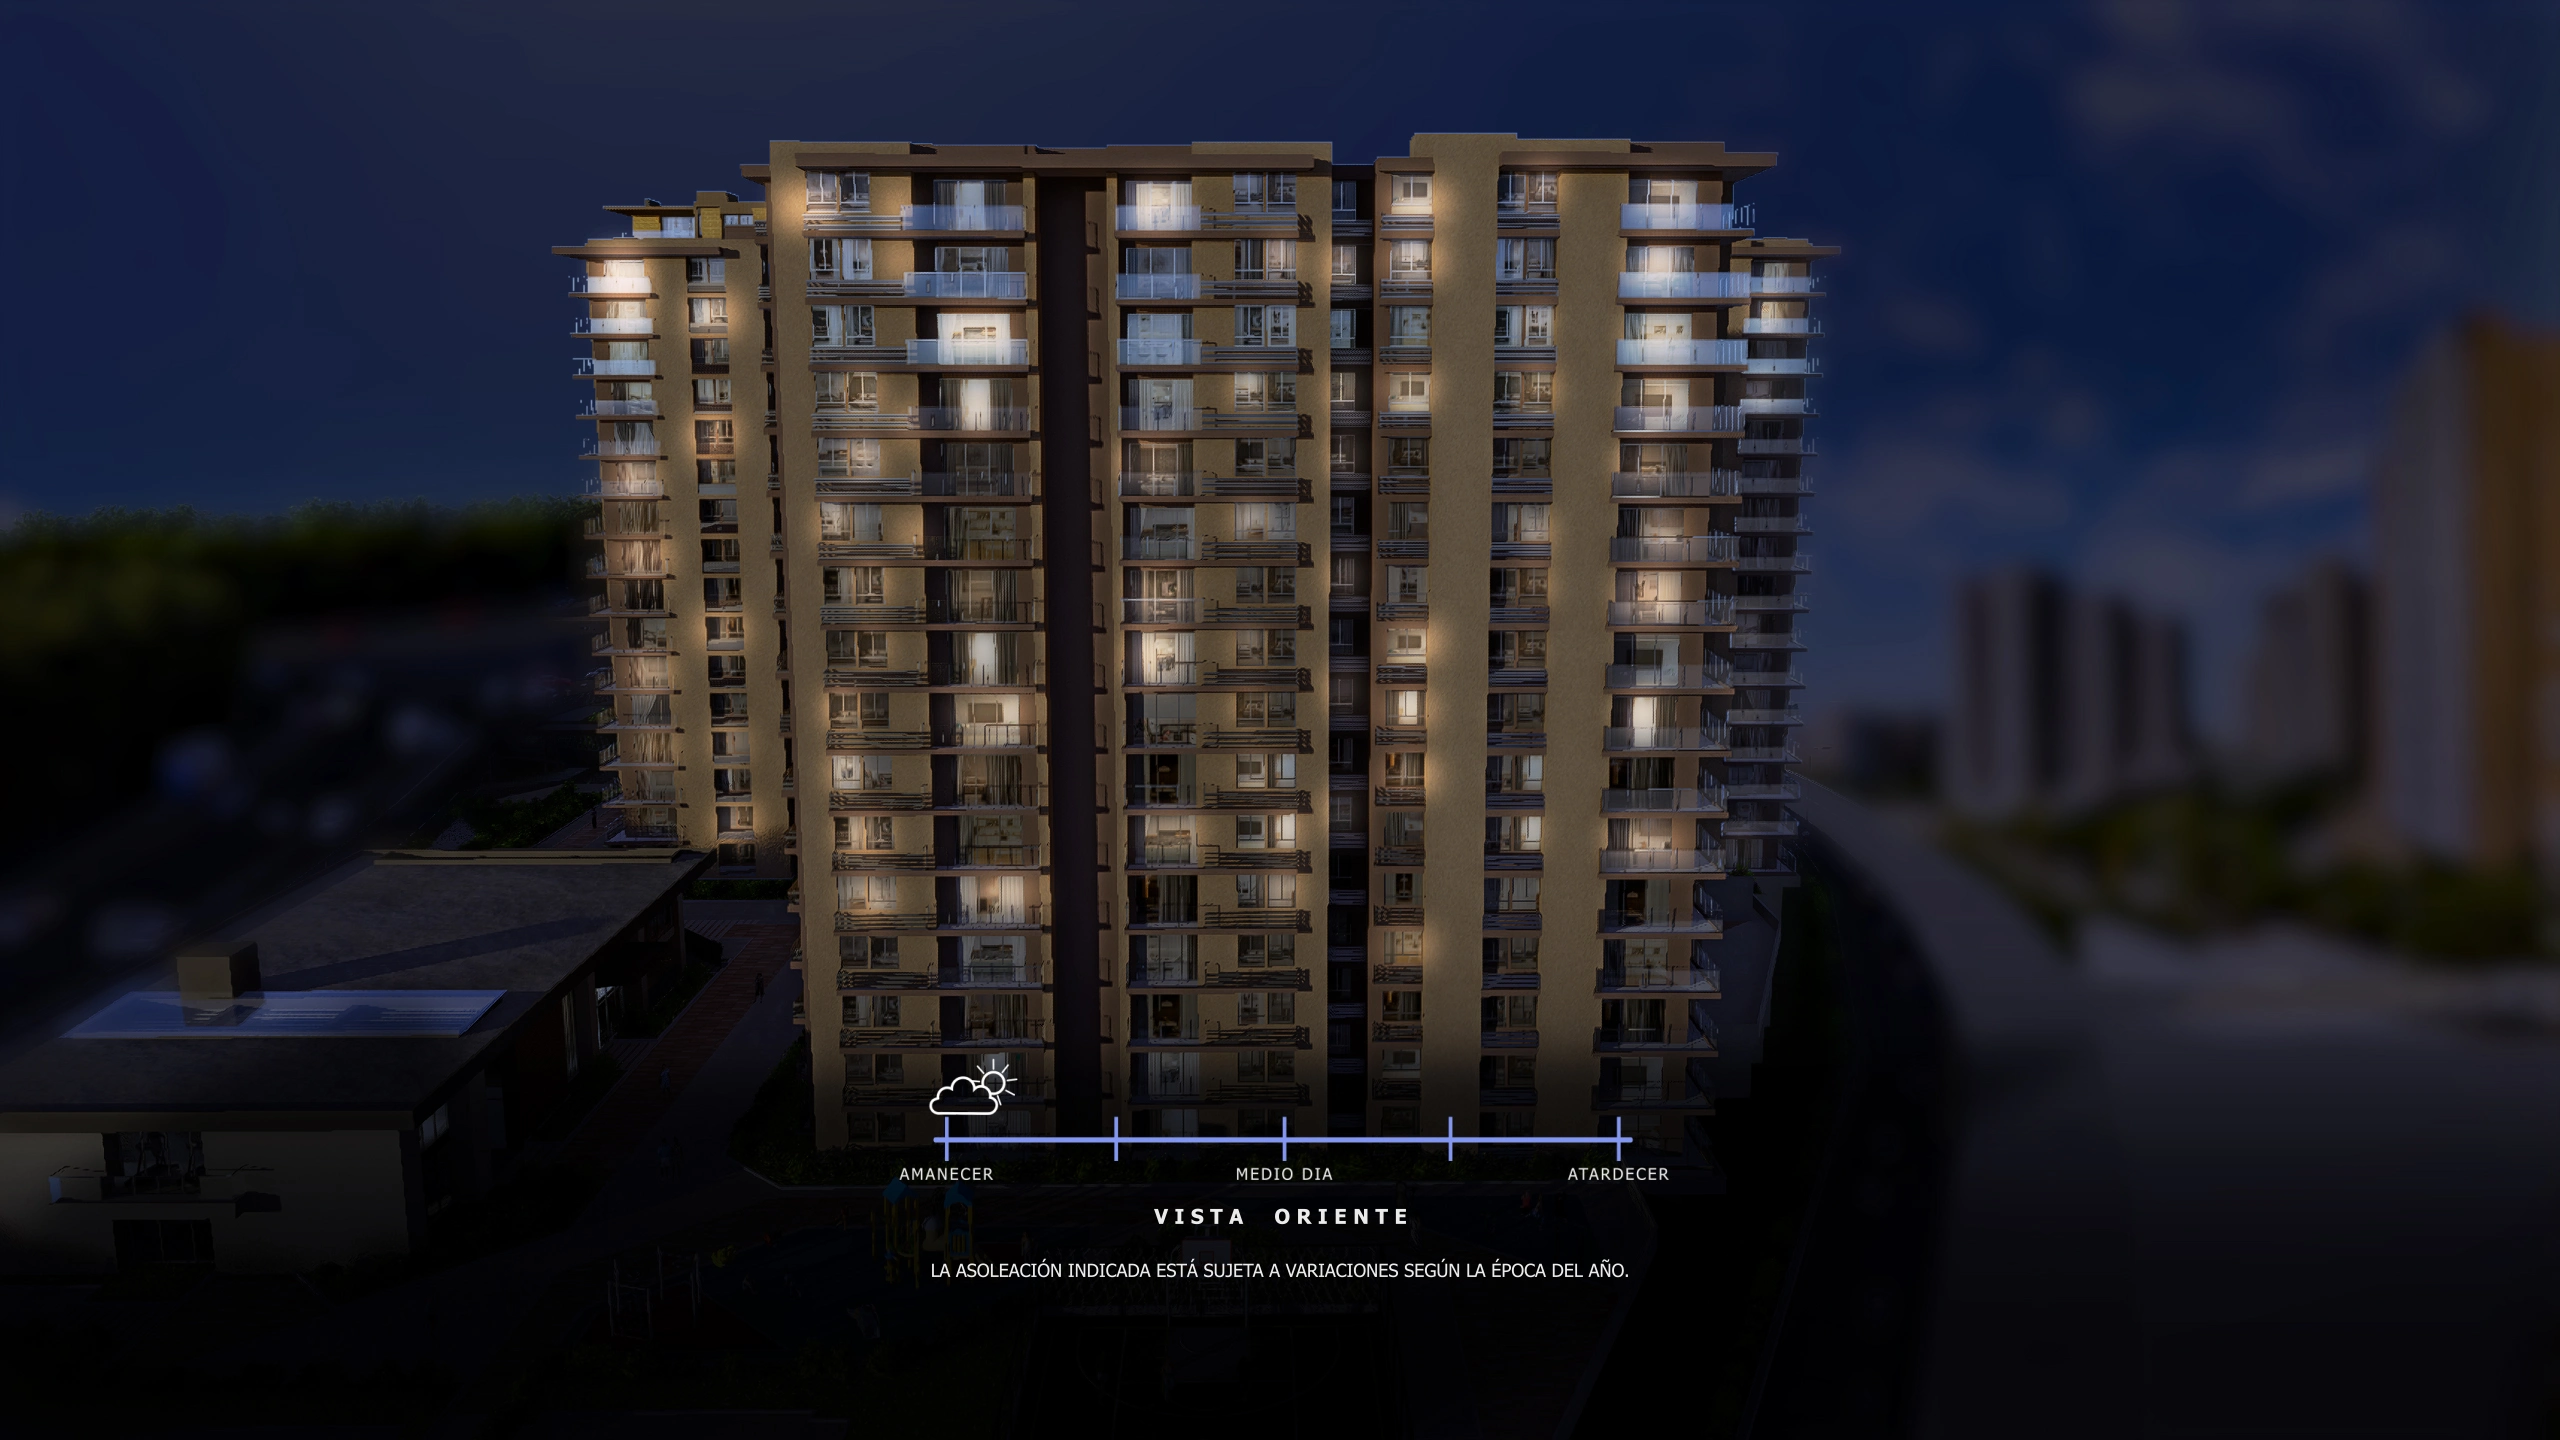 AMANECER MEDIO DIA ATARDECER
VISTA ORIENTE
LA ASOLEACIÓN INDICADA ESTÁ SUJETA A VARIACIONES SEGÚN LA ÉPOCA DEL AÑO.